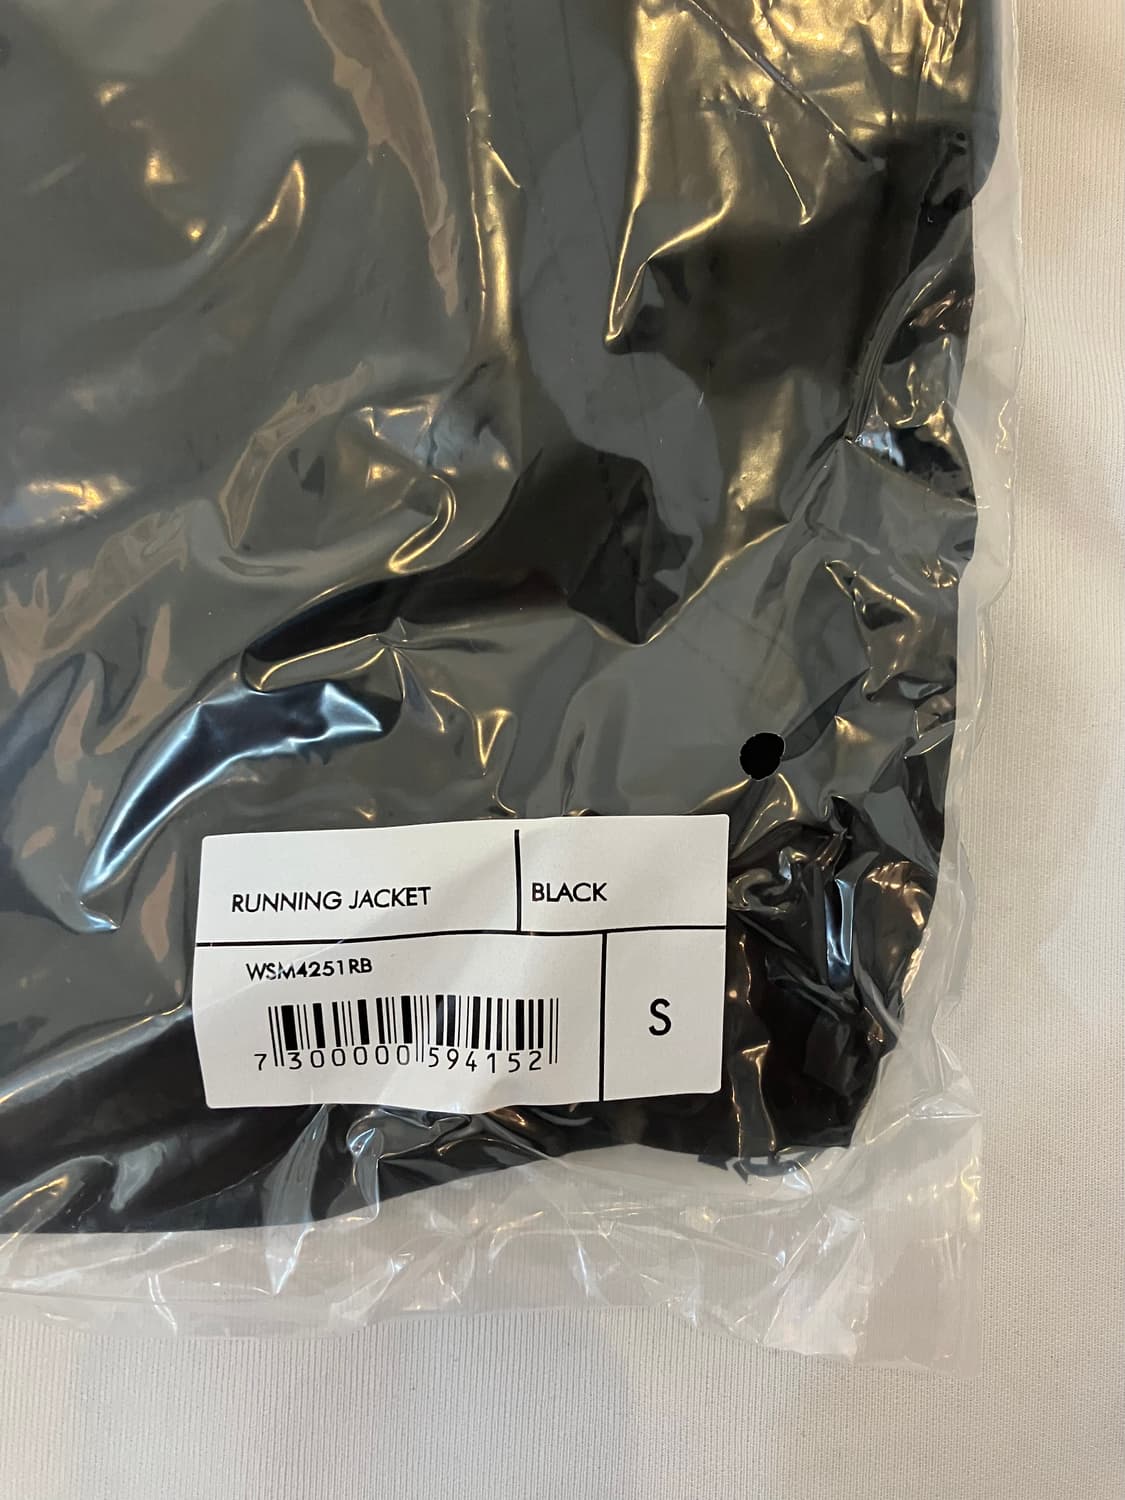 RUNNING JACKET
BLACK
WSM4251RB
S
7 300000 594152